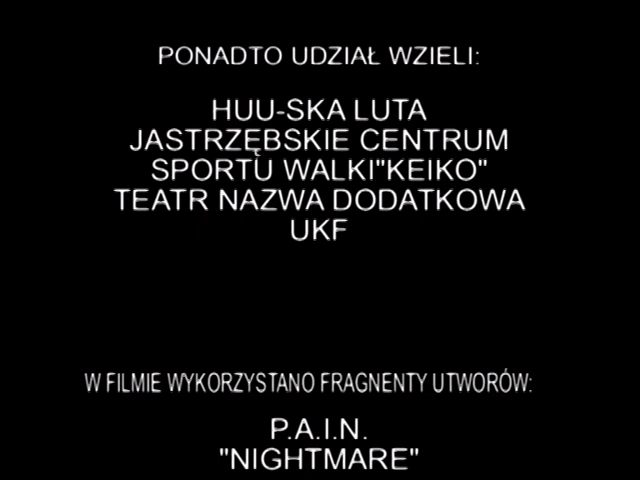 PONADTO UDZIAŁ WZIELI:
HUU-SKA LUTA
JASTRZĘBSKIE CENTRUM
SPORTU WALKI"KEIKO"
TEATR NAZWA DODATKOWA
UKF
W FILMIE WYKORZYSTANO FRAGNENTY UTWORÓW:
P.A.I.N.
"NIGHTMARE"